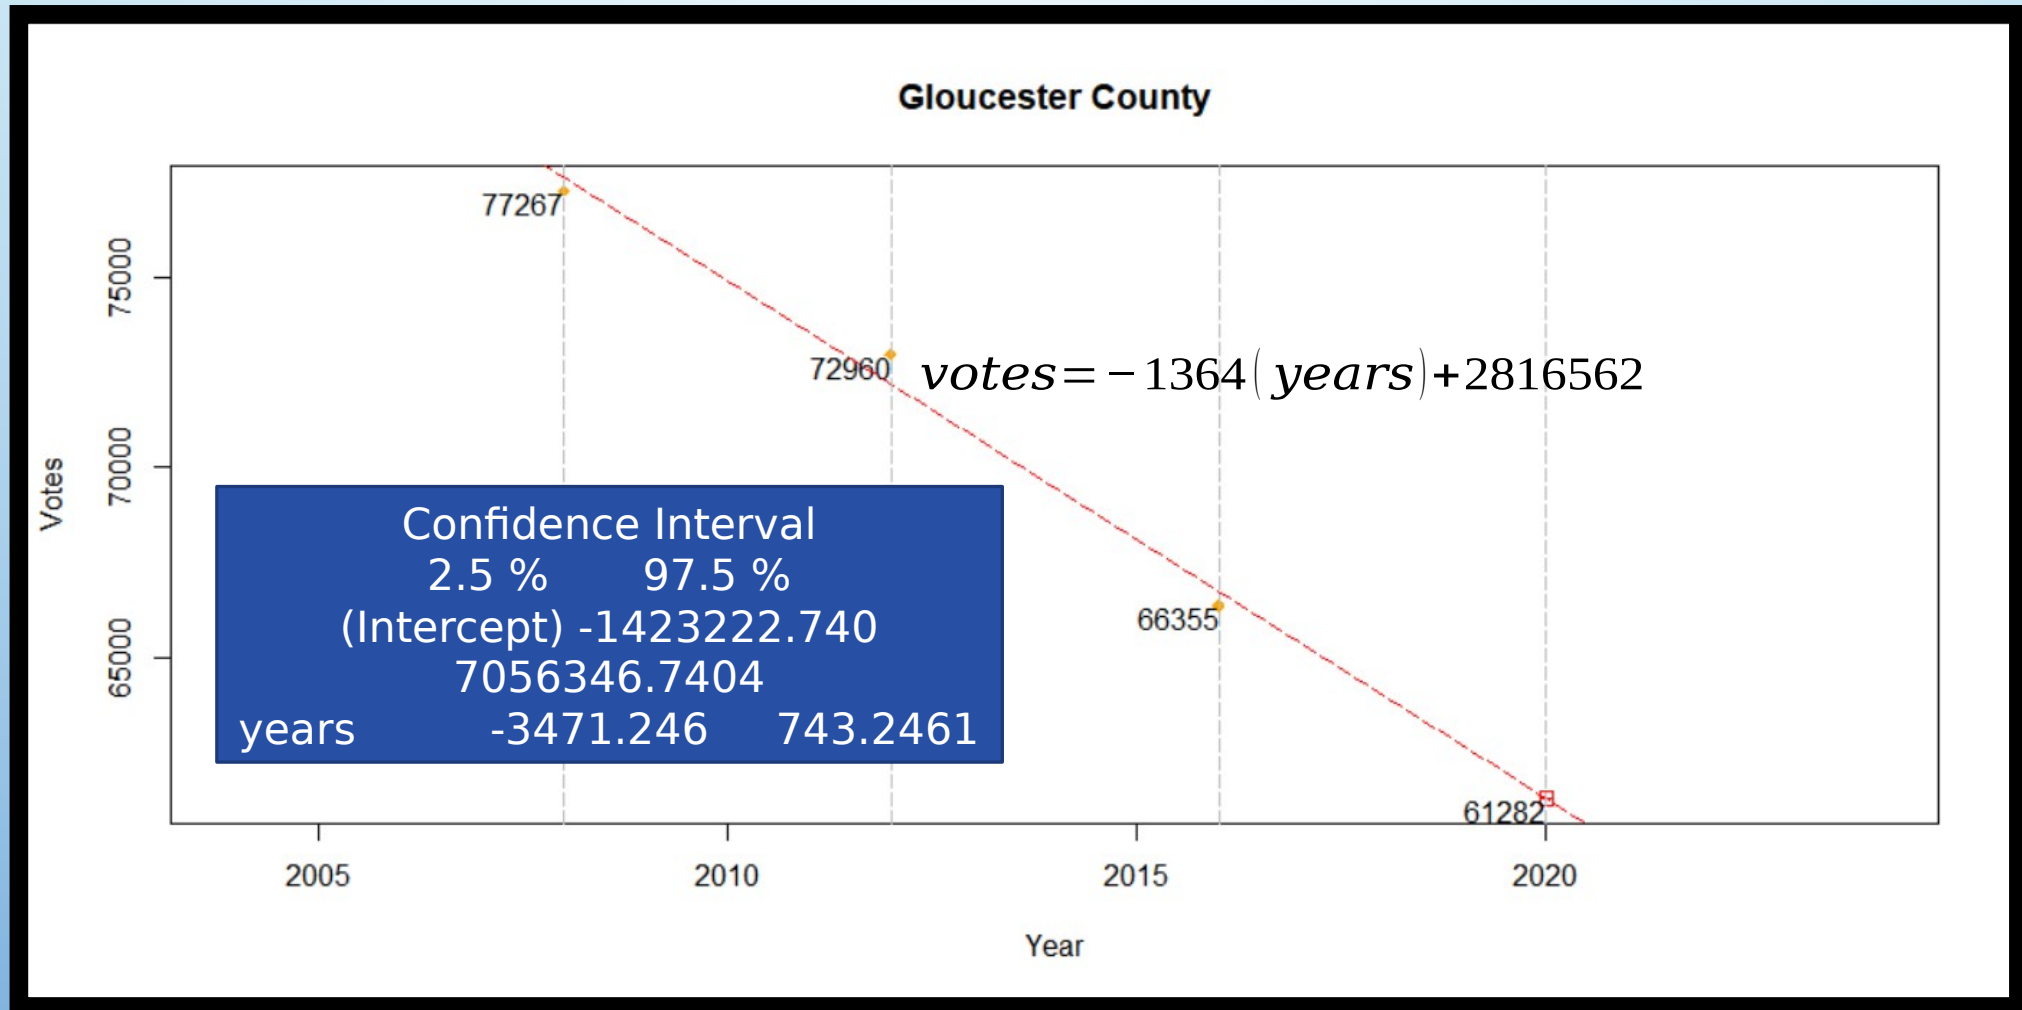 Gloucester County
77267
72960
votes=−1364(years)+2816562
66355
61282
Votes
75000
70000
65000
Confidence Interval
2.5 % 97.5 %
(Intercept) -1423222.740
7056346.7404
years -3471.246 743.2461
2005 2010 2015 2020
Year